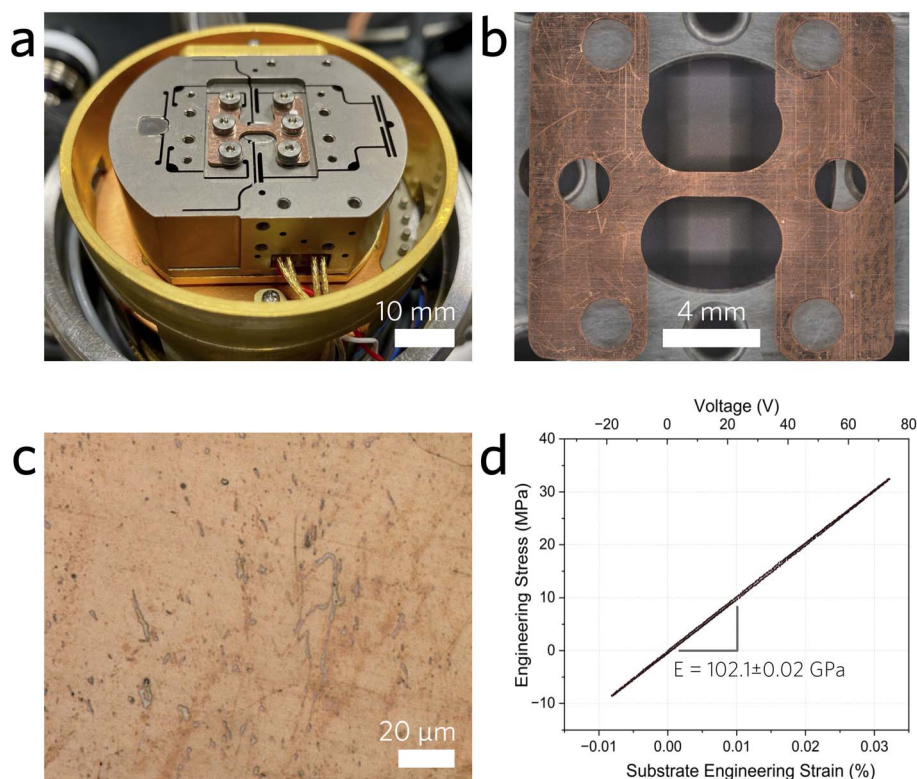 a
b
10 mm
4 mm
c
20 µm
d
Voltage (V)
−20 0 20 40 60 80
Engineering Stress (MPa)
40
30
20
10
0
−10
E = 102.1±0.02 GPa
−0.01 0.00 0.01 0.02 0.03
Substrate Engineering Strain (%)